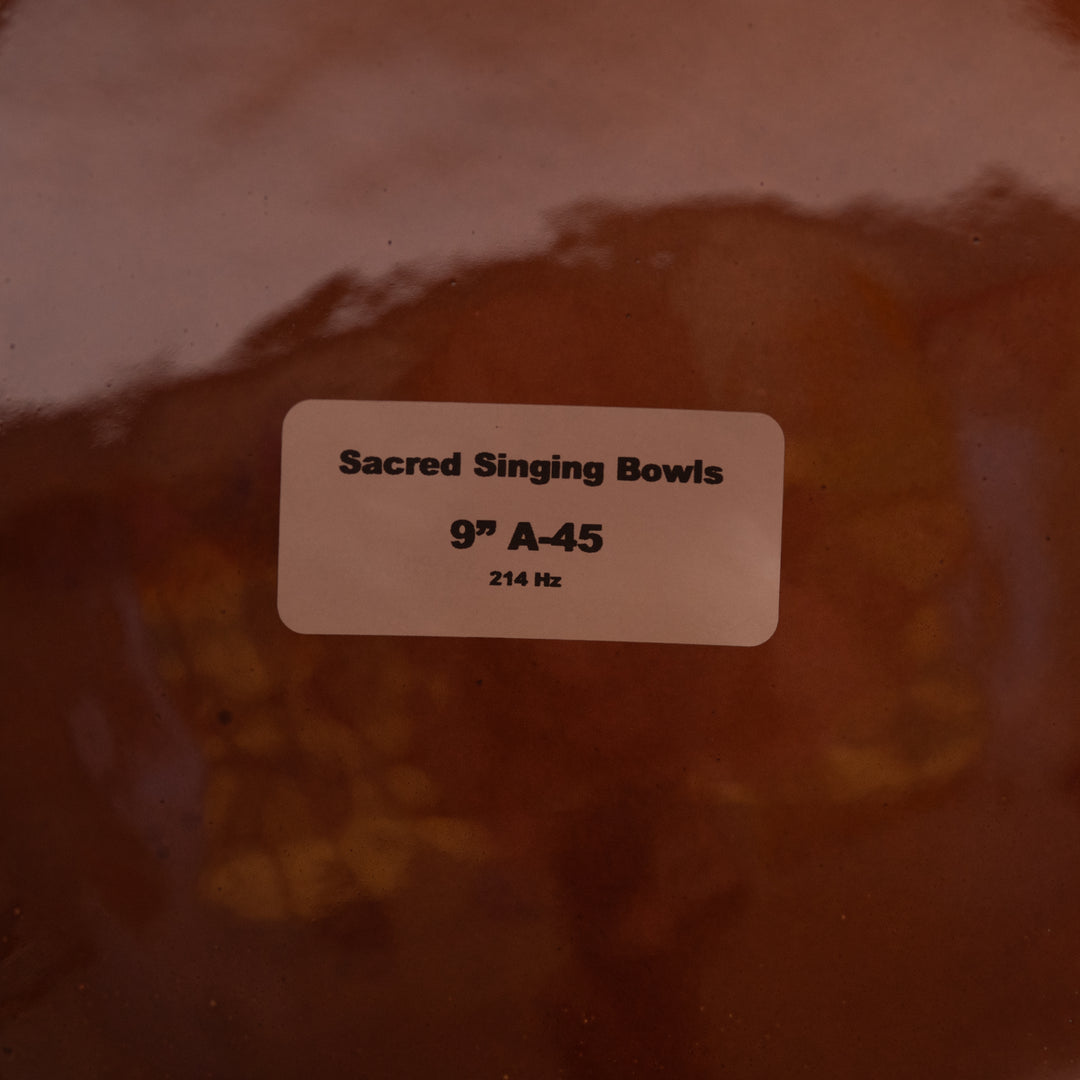 Sacred Singing Bowls
9” A-45
214 Hz